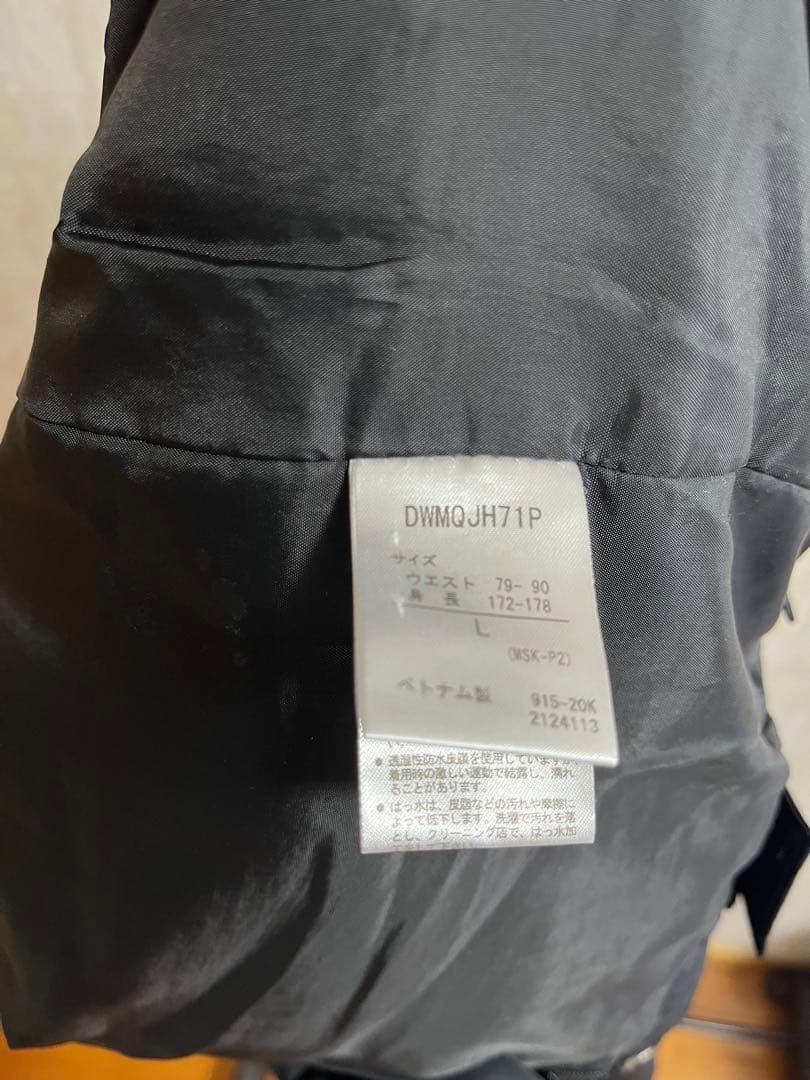 DWMQJH71P
サイズ
ウエスト 79- 90
身 長 172-178
L
(MSK-P2)
ベトナム製 915-20K
2124113
い。
● 透湿性防水皮膜を使用していますが、
着用時の激しい運動で結露し、濡れ
ることがあります。
● はっ水は、皮脂などの汚れや摩擦に
よって低下します。洗濯で汚れを落
とし、クリーニング店で、はっ水加